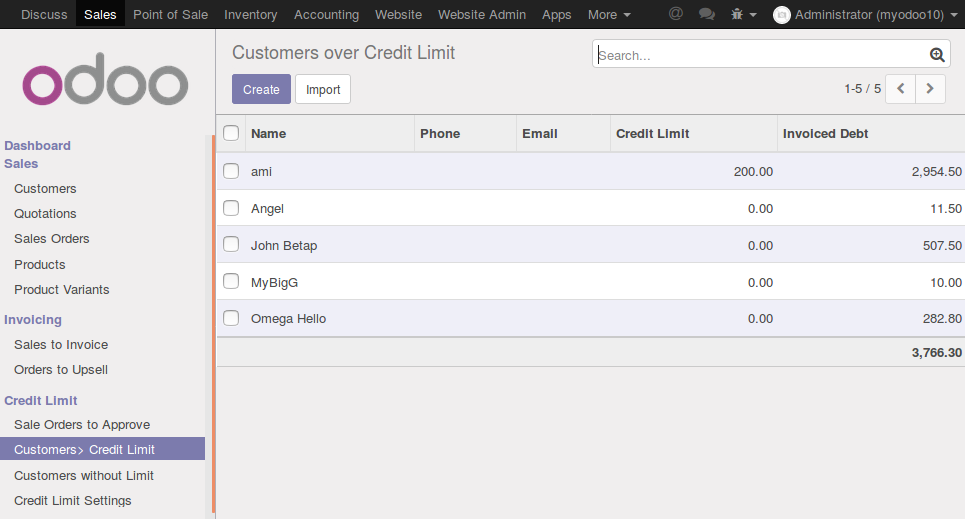 Discuss Sales Point of Sale Inventory Accounting Website Website Admin Apps More @ Administrator (myodoo10)
odoo
Dashboard
Sales
Customers
Quotations
Sales Orders
Products
Product Variants
Invoicing
Sales to Invoice
Orders to Upsell
Credit Limit
Sale Orders to Approve
Customers> Credit Limit
Customers without Limit
Credit Limit Settings
Customers over Credit Limit
Search...
Create Import
1-5 / 5
Name Phone Email Credit Limit Invoiced Debt
ami 200.00 2,954.50
Angel 0.00 11.50
John Betap 0.00 507.50
MyBigG 0.00 10.00
Omega Hello 0.00 282.80
3,766.30